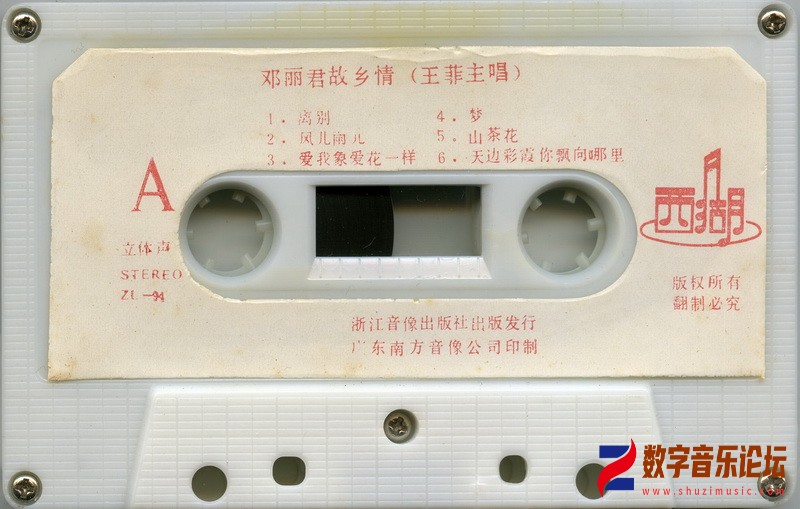 邓丽君故乡情（王菲主唱）
1．离别
2．风儿雨儿
3．爱我象爱花一样
4．梦
5．山茶花
6．天边彩霞你飘向哪里
A
立体声
STEREO
ZL—94
西湖
版权所有
翻制必究
浙江音像出版社出版发行
广东南方音像公司印制
数字音乐论坛
www.shuzimusic.com